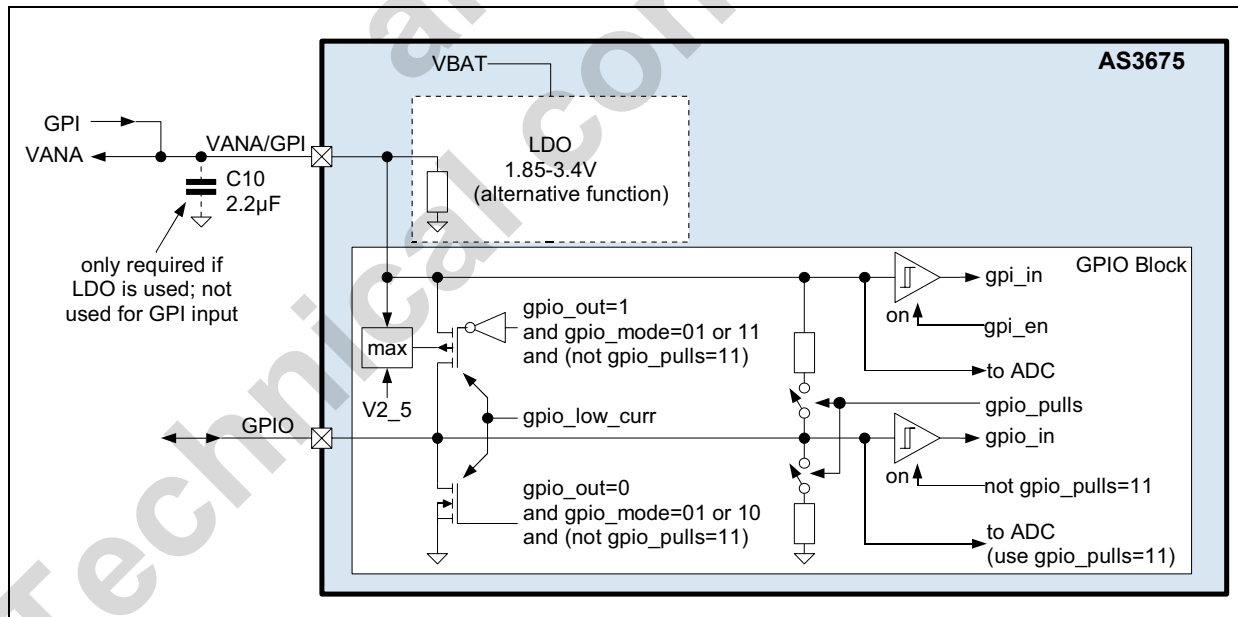 AS3675
VBAT
GPI
VANA
VANA/GPI
LDO
1.85-3.4V
(alternative function)
C10
2.2µF
only required if
LDO is used; not
used for GPI input
GPIO Block
gpi_in
on
gpi_en
gpio_out=1
and gpio_mode=01 or 11
and (not gpio_pulls=11)
max
to ADC
V2_5
gpio_low_curr
gpio_pulls
GPIO
gpio_in
on
not gpio_pulls=11
gpio_out=0
and gpio_mode=01 or 10
and (not gpio_pulls=11)
to ADC
(use gpio_pulls=11)
Technical con
a